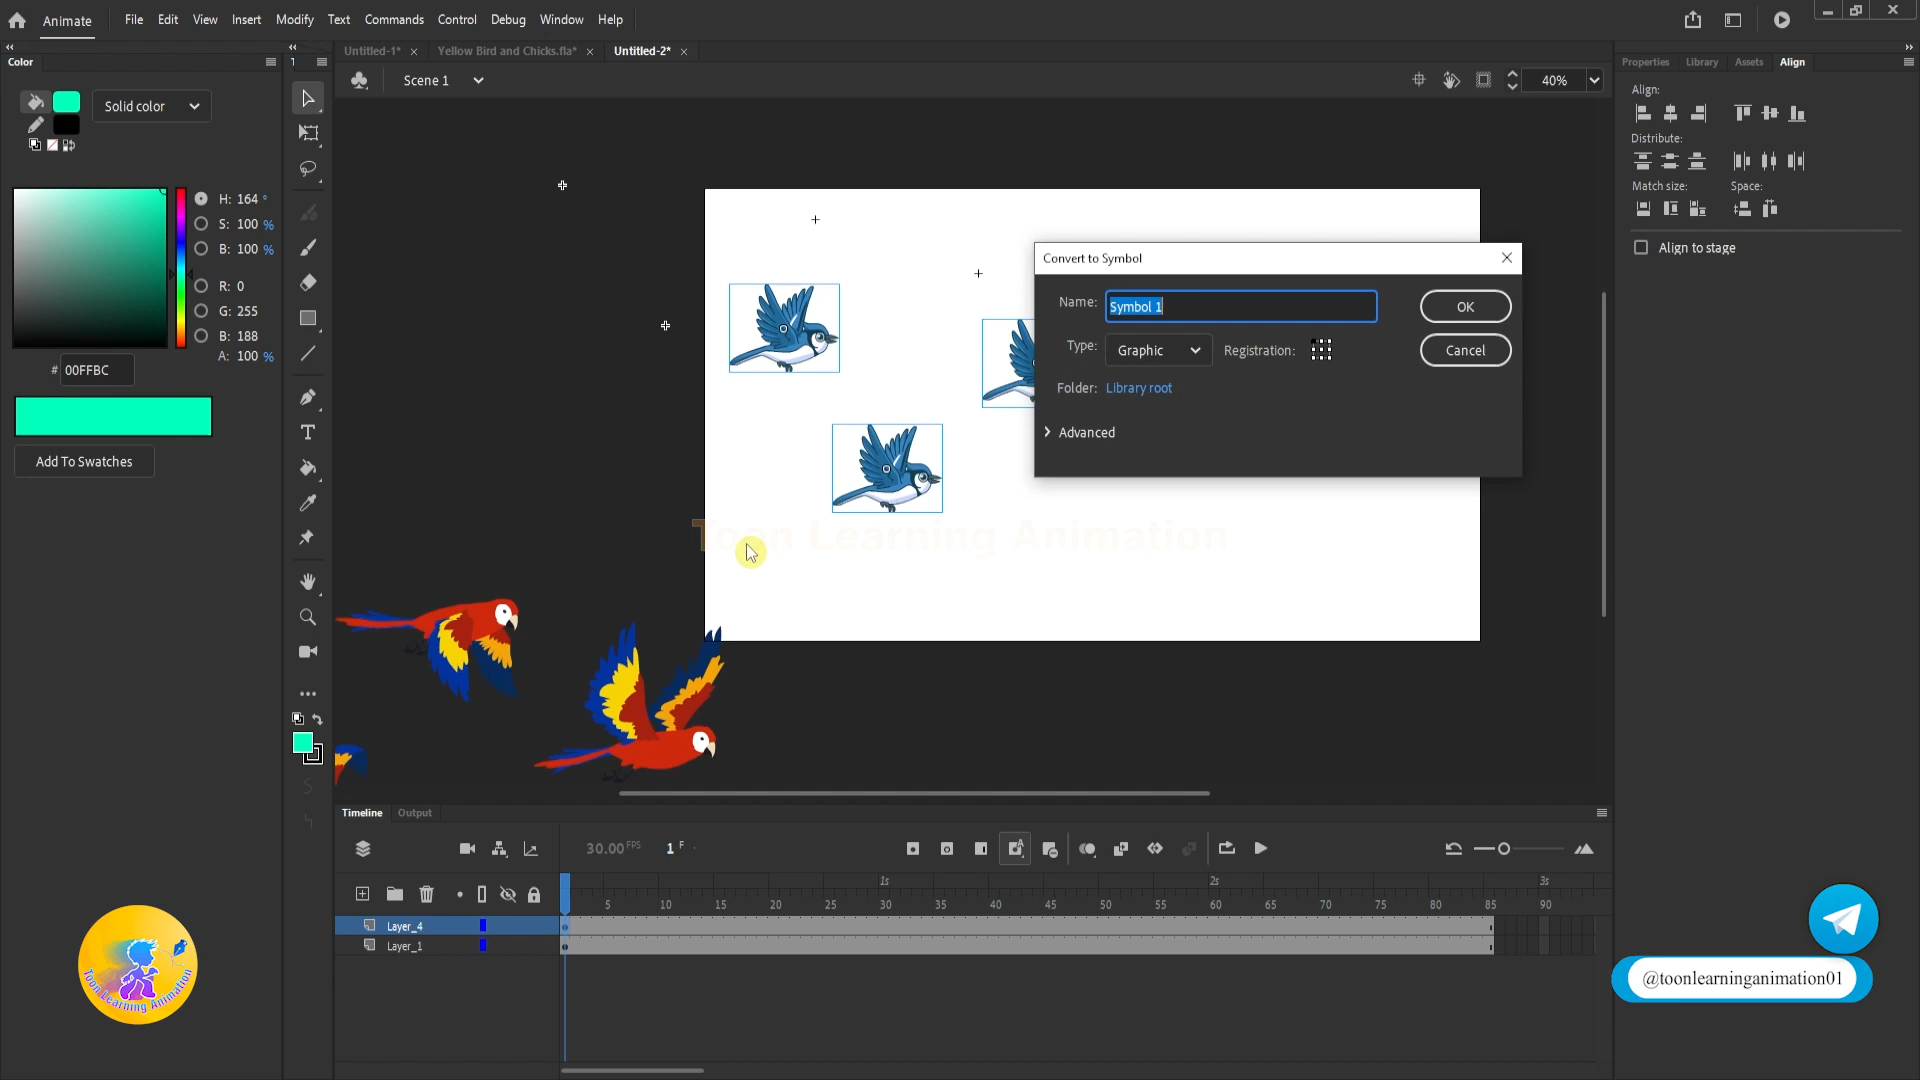 Animate
File Edit View Insert Modify Text Commands Control Debug Window Help
Color
Solid color
H: 164 °
S: 100 %
B: 100 %
R: 0
G: 255
B: 188
A: 100 %
# 00FFBC
Add To Swatches
Untitled-1* × Yellow Bird and Chicks.fla* × Untitled-2* ×
Scene 1
40%
Convert to Symbol
Name: Symbol 1
OK
Type: Graphic
Registration:
Cancel
Folder: Library root
Advanced
Toon Learning Animation
Properties Library Assets Align
Align:
Distribute:
Match size: Space:
Align to stage
Timeline Output
30.00 FPS 1 F
1s 2s 3s
5 10 15 20 25 30 35 40 45 50 55 60 65 70 75 80 85 90
Layer_4
Layer_1
Toon Learning Animation
@toonlearninganimation01